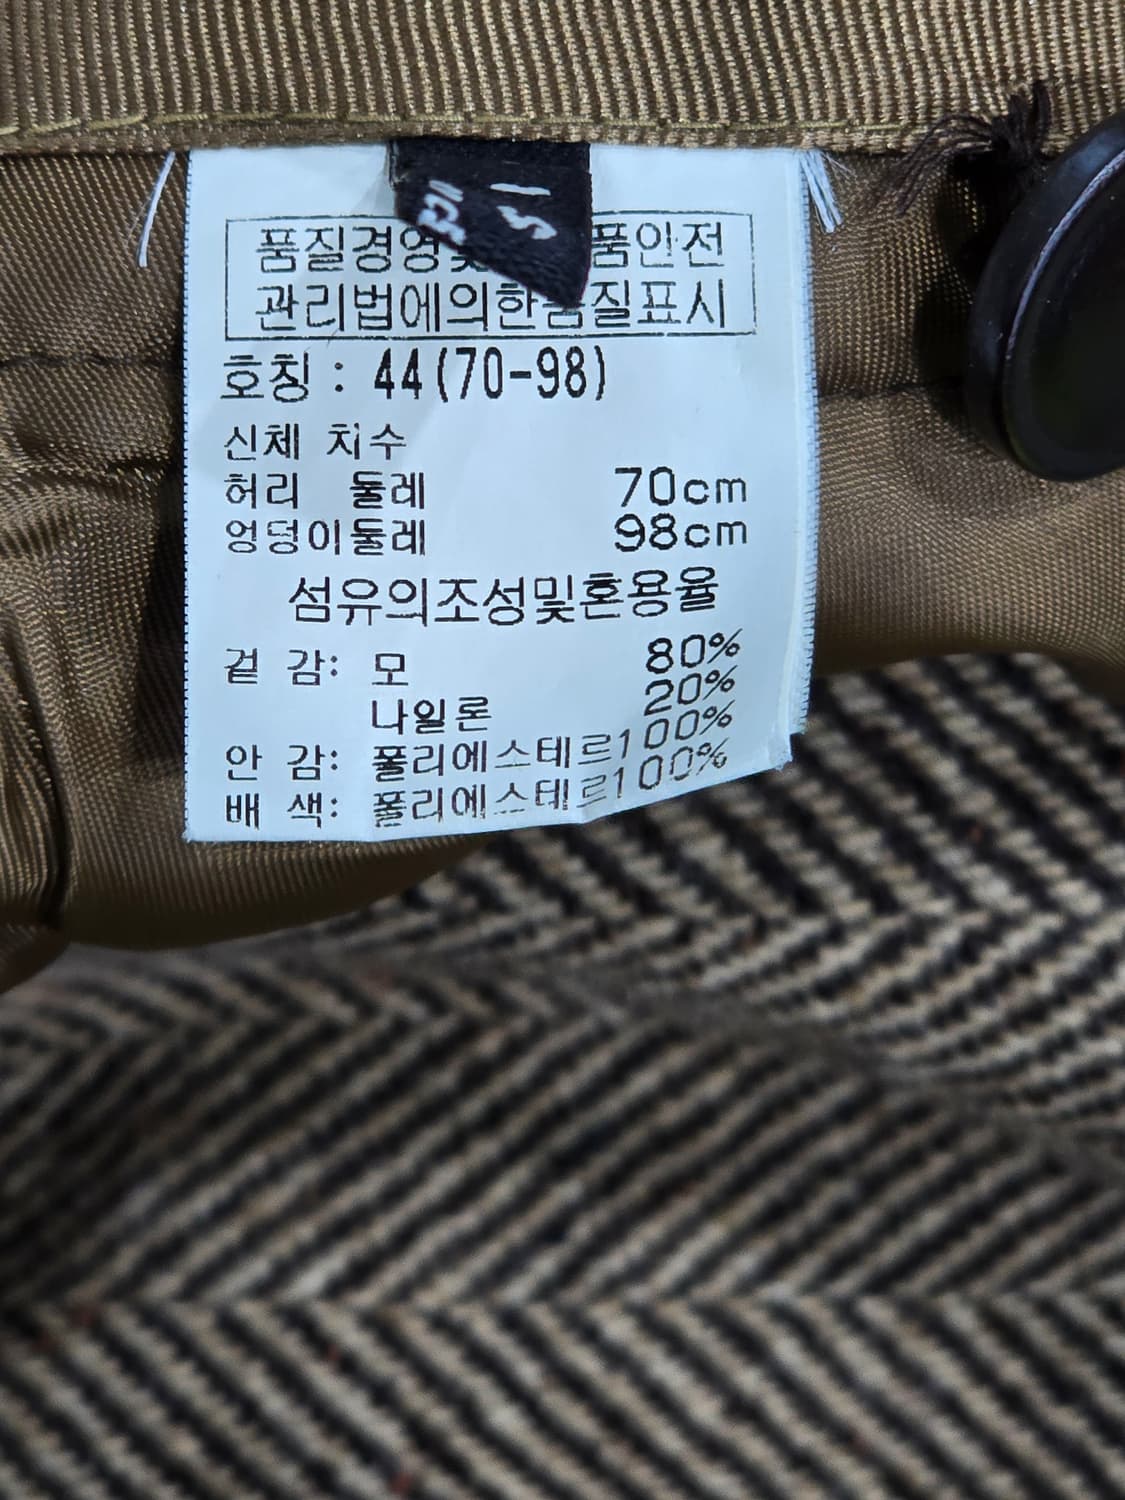 품질경영및 품안전
관리법에의한품질표시
호칭 : 44(70-98)
신체 치수
허리 둘레 70cm
엉덩이둘레 98cm
섬유의조성및혼용율
겉 감: 모 80%
나일론 20%
안 감: 폴리에스테르100%
배 색: 폴리에스테르100%